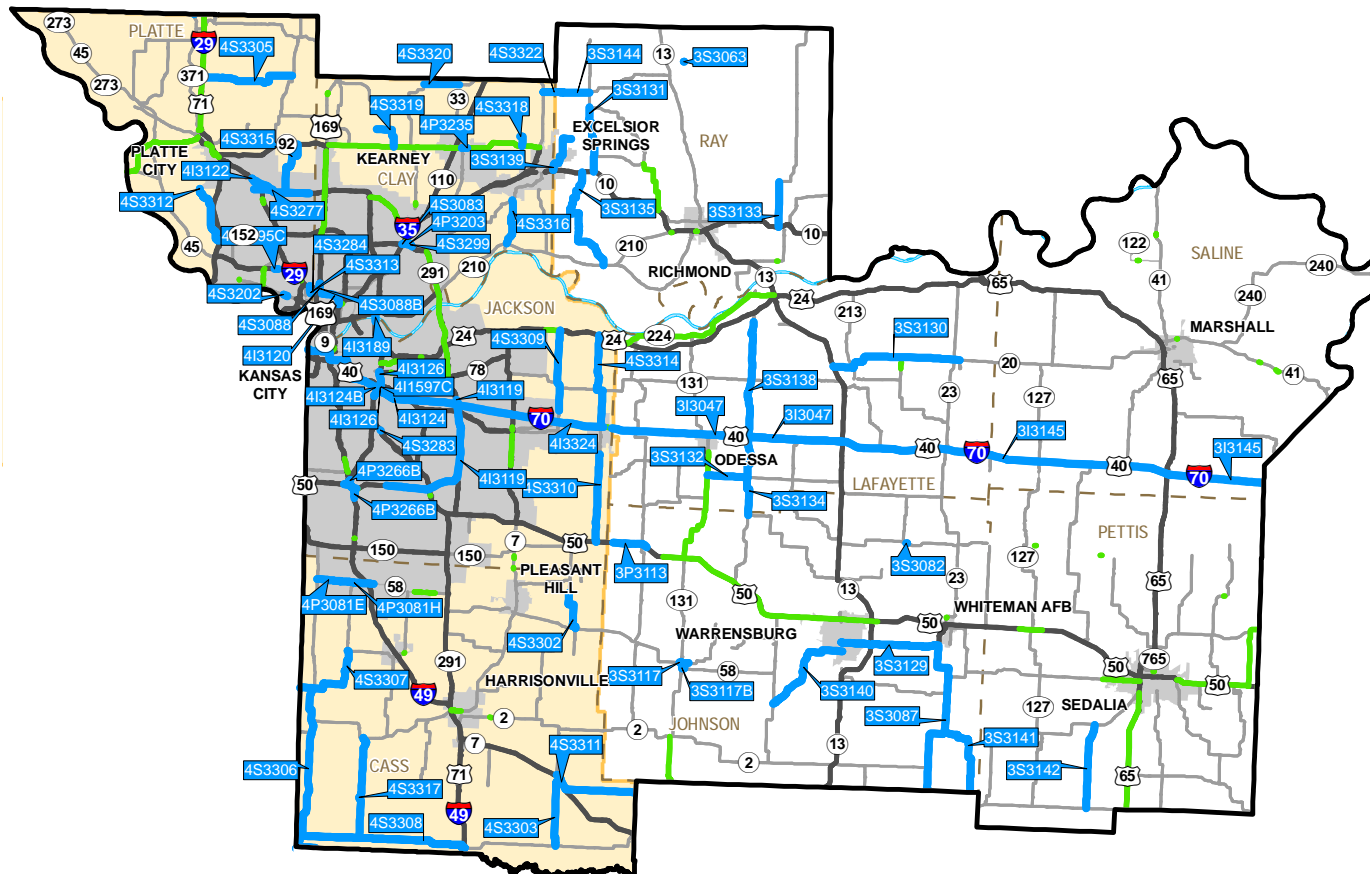 273
PLATTE
29
4S3305
4S3320
4S3322
3S3144
13
3S3063
45
371
273
71
33
3S3131
4S3319
4S3318
4P3235
169
EXCELSIOR
SPRINGS
RAY
4S3315
92
PLATTE
CITY
KEARNEY
3S3139
4I3122
CLAY
110
10
4S3312
4S3277
4S3083
3S3135
3S3133
35
4P3203
4S3316
45
152
95C
4S3284
4S3299
210
10
122
SALINE
4S3313
291
210
RICHMOND
240
29
13
41
4S3202
4S3088B
65
240
4S3088
169
JACKSON
24
213
MARSHALL
4I3120
9
4I3189
24
4S3309
24
224
3S3130
40
4I3126
78
4S3314
20
KANSAS
CITY
4I1597C
131
65
41
4I3124B
4I3119
3S3138
23
127
4I3126
4I3124
70
3I3047
3I3047
3I3145
4S3283
4I3324
40
40
70
40
3I3145
3S3132
ODESSA
70
4P3266B
50
4I3119
1S3310
3S3134
LAFAYETTE
4P3266B
PETTIS
150
150
7
50
127
PLEASANT
HILL
3P3113
3S3082
65
4P3081E
58
4P3081H
23
13
131
50
WHITEMAN AFB
4S3302
WARRENSBURG
50
291
3S3129
50
765
4S3307
HARRISONVILLE
3S3117
58
50
49
3S3117B
3S3140
SEDALIA
2
JOHNSON
3S3087
127
2
7
13
3S3141
4S3306
CASS
4S3311
2
3S3142
71
65
4S3317
49
4S3308
4S3303